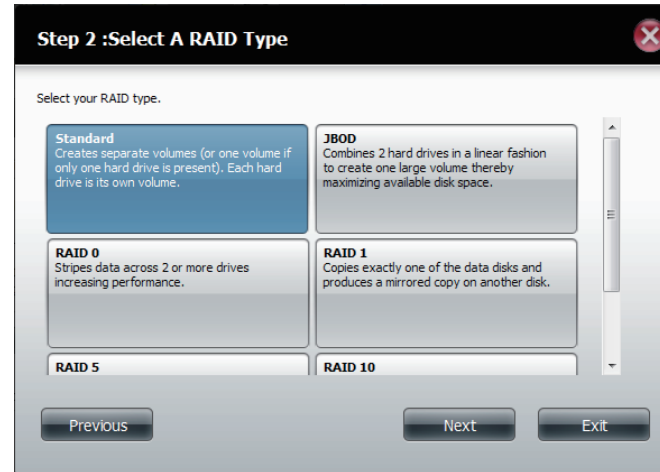 Step 2 :Select A RAID Type
Select your RAID type.
Standard
Creates separate volumes (or one volume if
only one hard drive is present). Each hard
drive is its own volume.
JBOD
Combines 2 hard drives in a linear fashion
to create one large volume thereby
maximizing available disk space.
RAID 0
Stripes data across 2 or more drives
increasing performance.
RAID 1
Copies exactly one of the data disks and
produces a mirrored copy on another disk.
RAID 5
RAID 10
Previous
Next
Exit